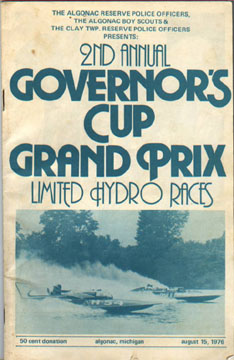 THE ALGONAC RESERVE POLICE OFFICERS,
THE ALGONAC BOY SCOUTS &
THE CLAY TWP. RESERVE POLICE OFFICERS
PRESENTS:
2ND ANNUAL
GOVERNOR'S
CUP
GRAND PRIX
LIMITED HYDRO RACES
50 cent donation algonac, michigan august 15, 1976